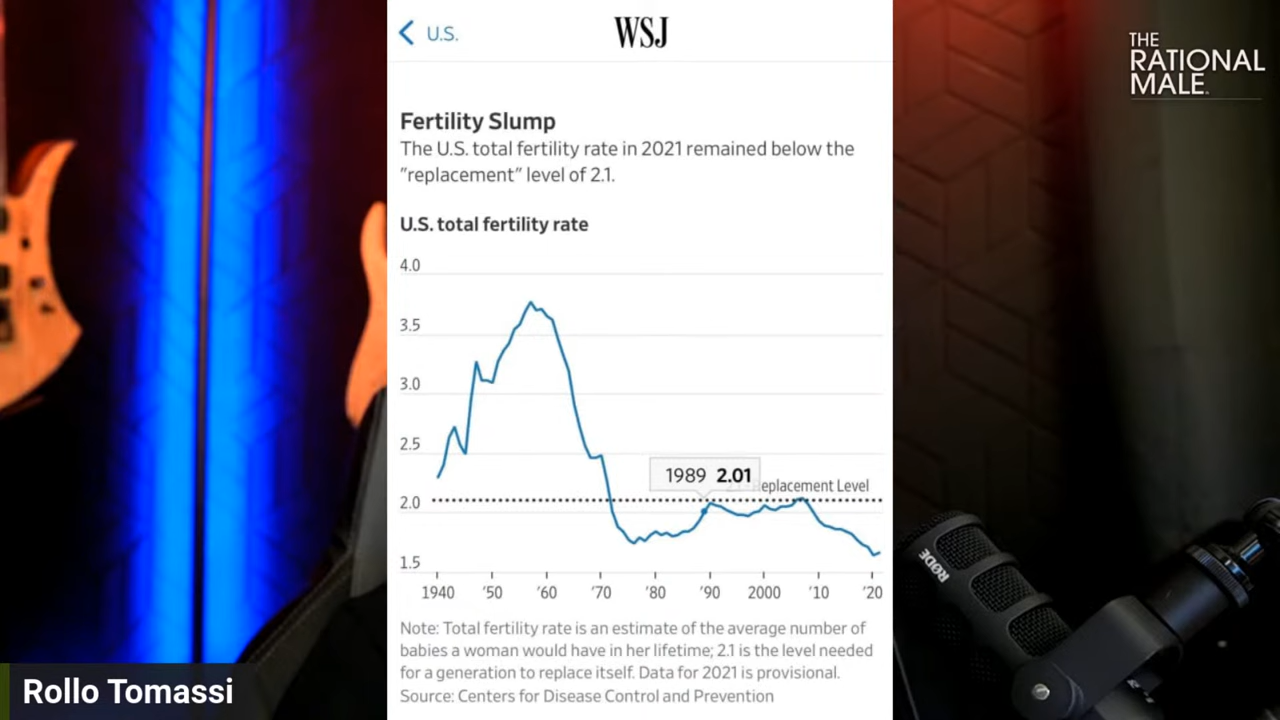 U.S.
WSJ
THE
RATIONAL
MALE.
Fertility Slump
The U.S. total fertility rate in 2021 remained below the
"replacement" level of 2.1.
U.S. total fertility rate
4.0
3.5
3.0
2.5
1989 2.01
Replacement Level
2.0
1.5
1940 '50 '60 '70 '80 '90 2000 '10 '20
Note: Total fertility rate is an estimate of the average number of
babies a woman would have in her lifetime; 2.1 is the level needed
for a generation to replace itself. Data for 2021 is provisional.
Source: Centers for Disease Control and Prevention
RØDE
Rollo Tomassi